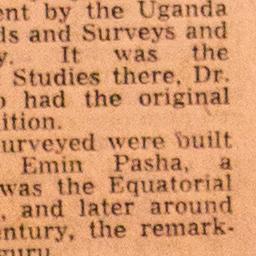 ent by the Uganda
ds and Surveys and
y. It was the
Studies there, Dr.
o had the original
ition.
urveyed were built
Emin Pasha, a
was the Equatorial
, and later around
entury, the remark-
guru